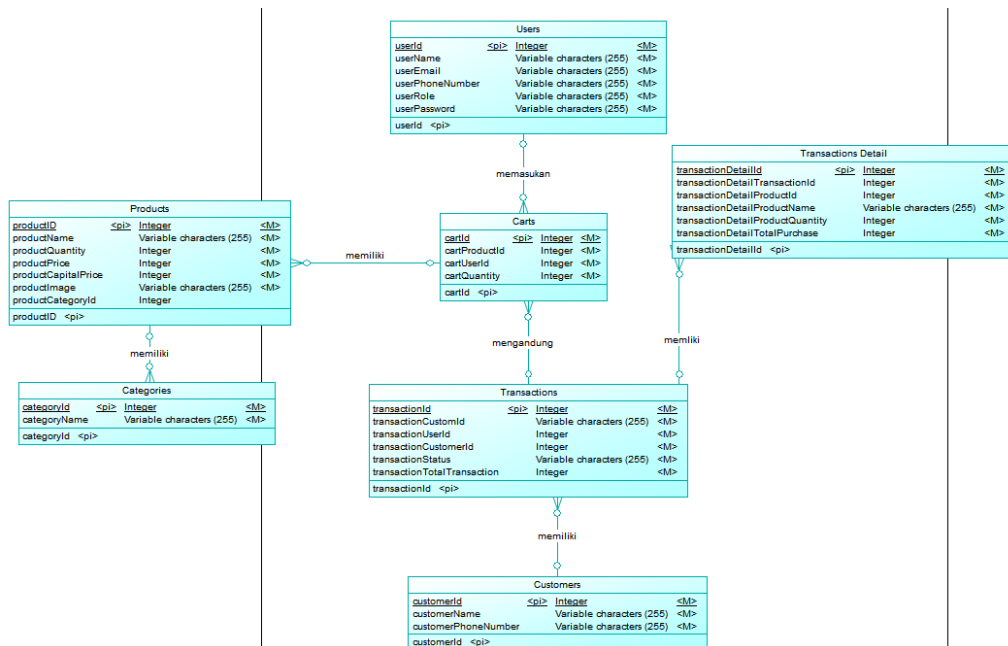 Users
userId <pi> Integer <M>
userName Variable characters (255) <M>
userEmail Variable characters (255) <M>
userPhoneNumber Variable characters (255) <M>
userRole Variable characters (255) <M>
userPassword Variable characters (255) <M>
userId <pi>
memasukan
Transactions Detail
transactionDetailId <pi> Integer <M>
transactionDetailTransactionId Integer <M>
transactionDetailProductId Integer <M>
transactionDetailProductName Variable characters (255) <M>
transactionDetailProductQuantity Integer <M>
transactionDetailTotalPurchase Integer <M>
transactionDetailId <pi>
Products
productID <pi> Integer <M>
productName Variable characters (255) <M>
productQuantity Integer <M>
productPrice Integer <M>
productCapitalPrice Integer <M>
productImage Variable characters (255) <M>
productCategoryId Integer
productID <pi>
memiliki
Carts
cartId <pi> Integer <M>
cartProductId Integer <M>
cartUserId Integer <M>
cartQuantity Integer <M>
cartId <pi>
memiliki
mengandung
memliki
Categories
categoryId <pi> Integer <M>
categoryName Variable characters (255) <M>
categoryId <pi>
Transactions
transactionId <pi> Integer <M>
transactionCustomId Variable characters (255) <M>
transactionUserId Integer <M>
transactionCustomerId Integer <M>
transactionStatus Variable characters (255) <M>
transactionTotalTransaction Integer <M>
transactionId <pi>
memiliki
Customers
customerId <pi> Integer <M>
customerName Variable characters (255) <M>
customerPhoneNumber Variable characters (255) <M>
customerId <pi>